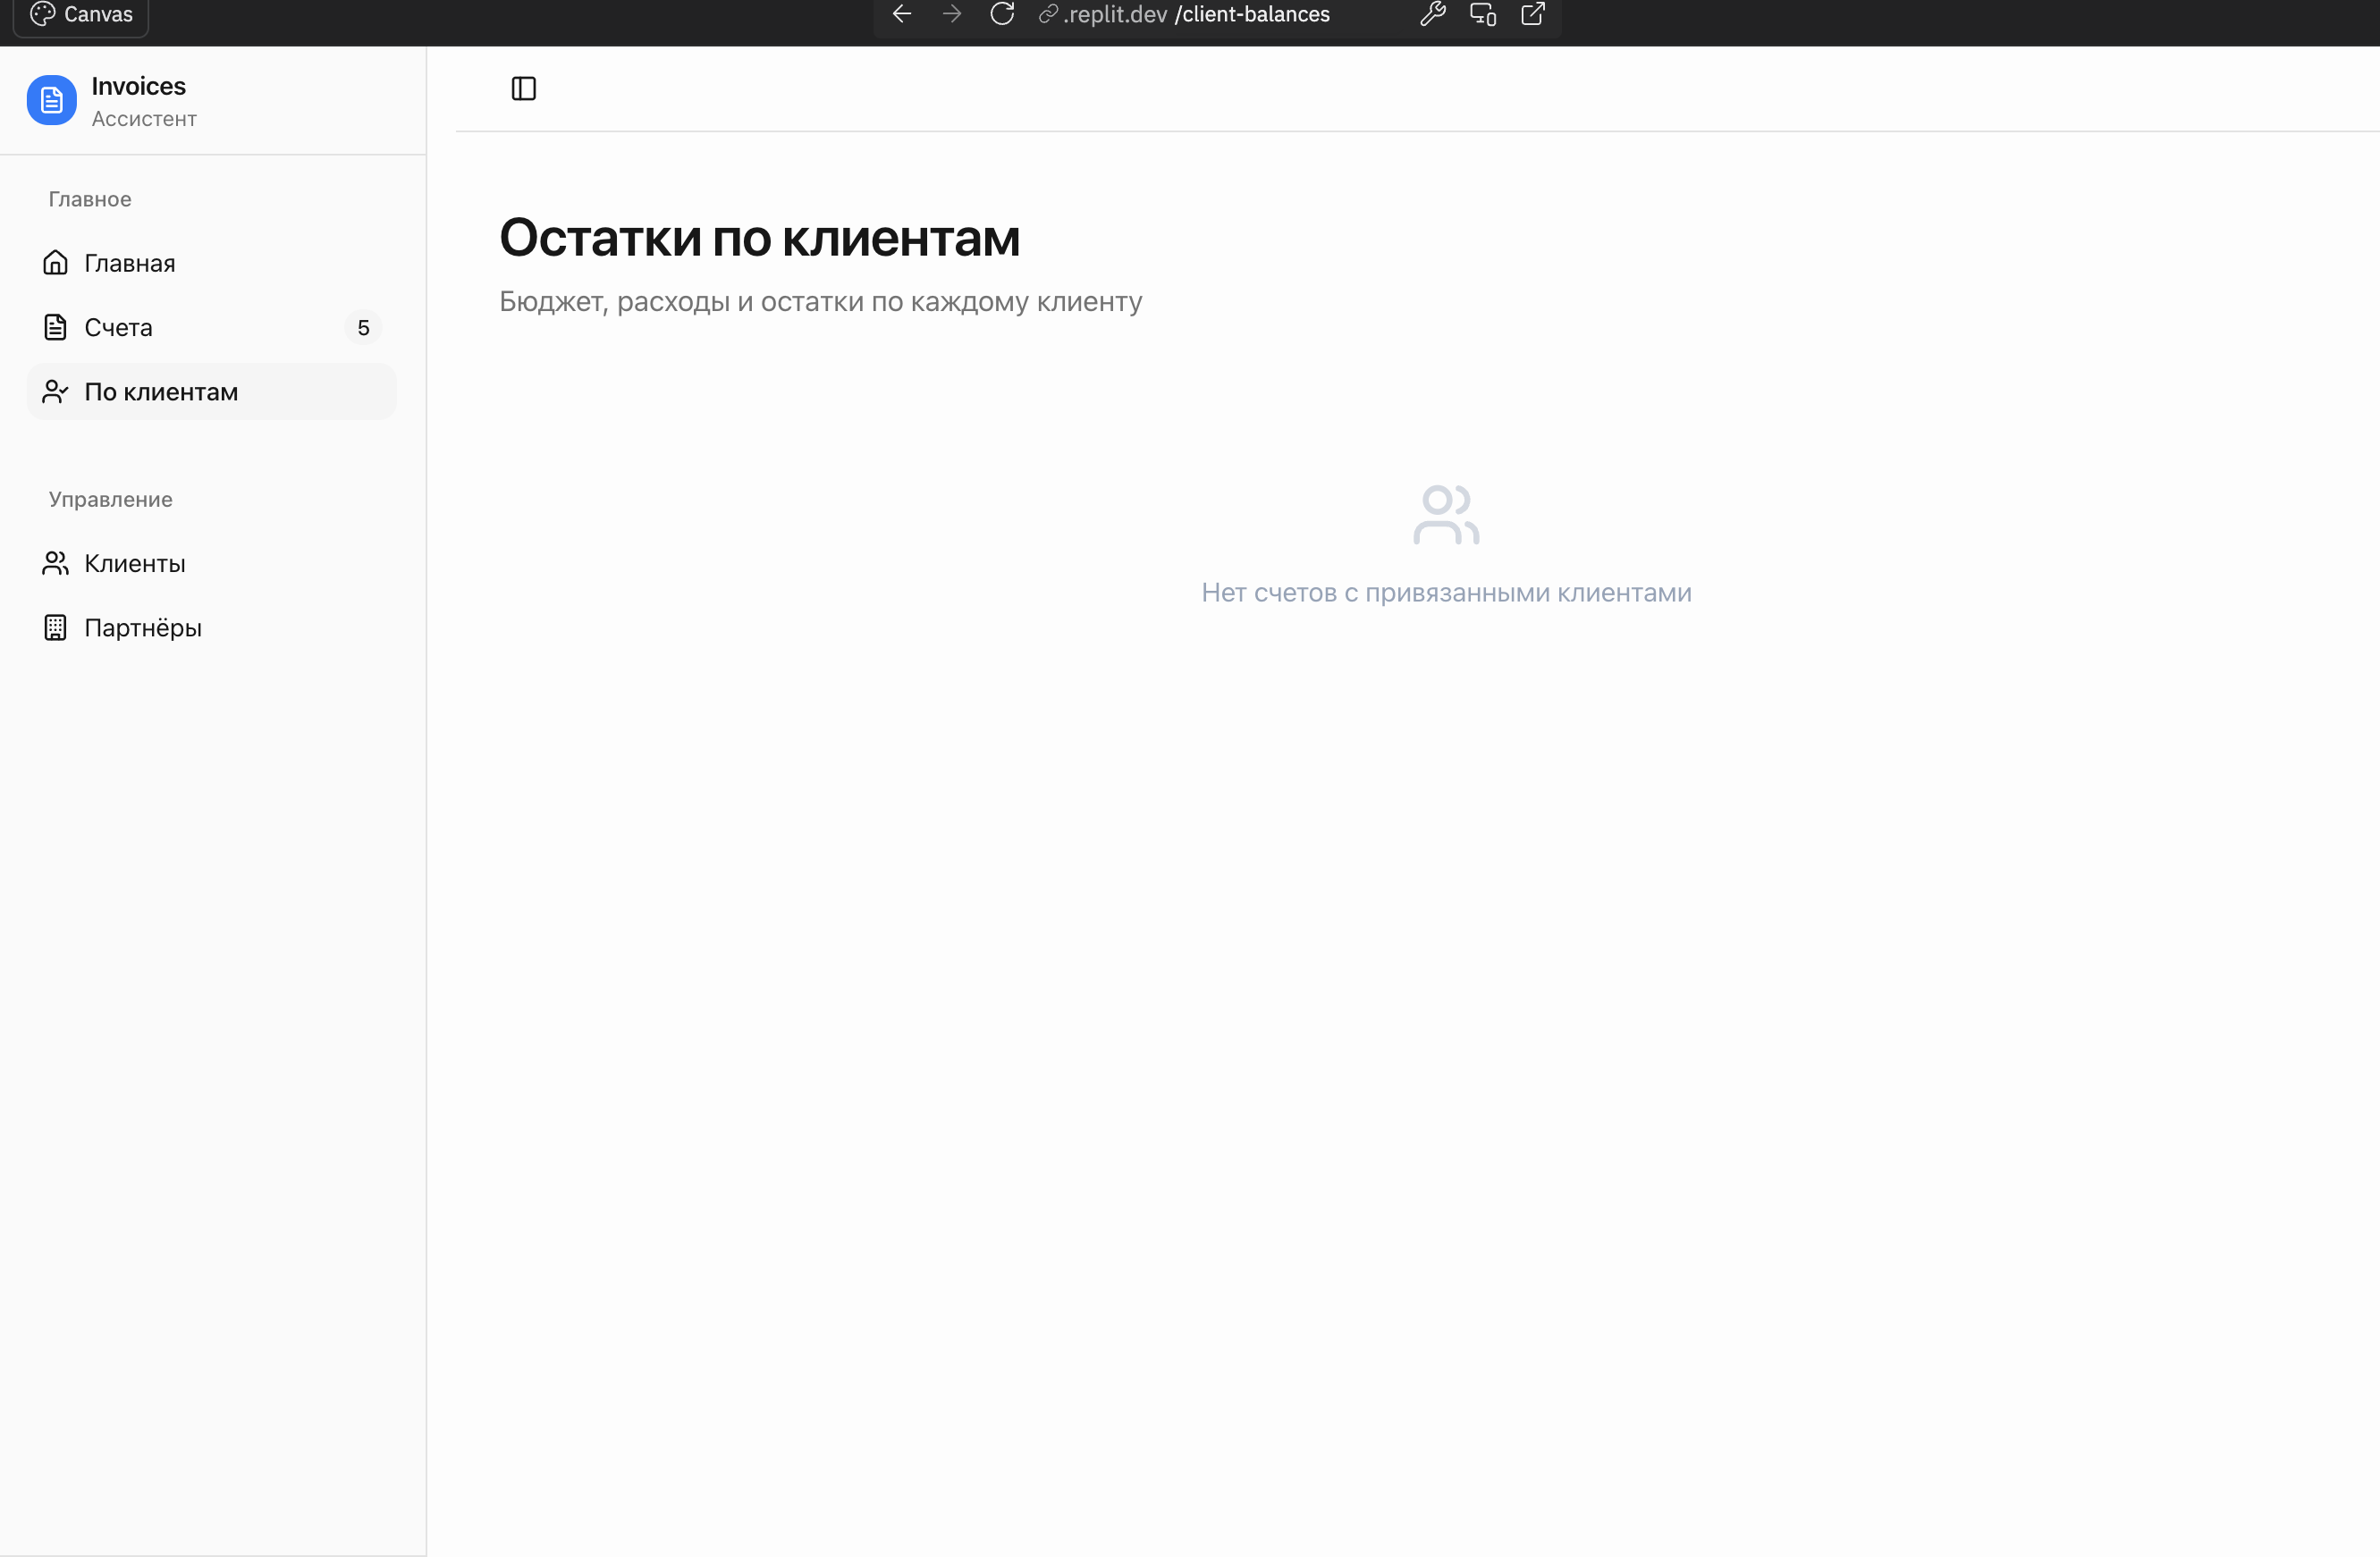 Canvas
.replit.dev /client-balances
Invoices
Ассистент
Главное
Главная
Счета 5
По клиентам
Управление
Клиенты
Партнёры
Остатки по клиентам
Бюджет, расходы и остатки по каждому клиенту
Нет счетов с привязанными клиентами